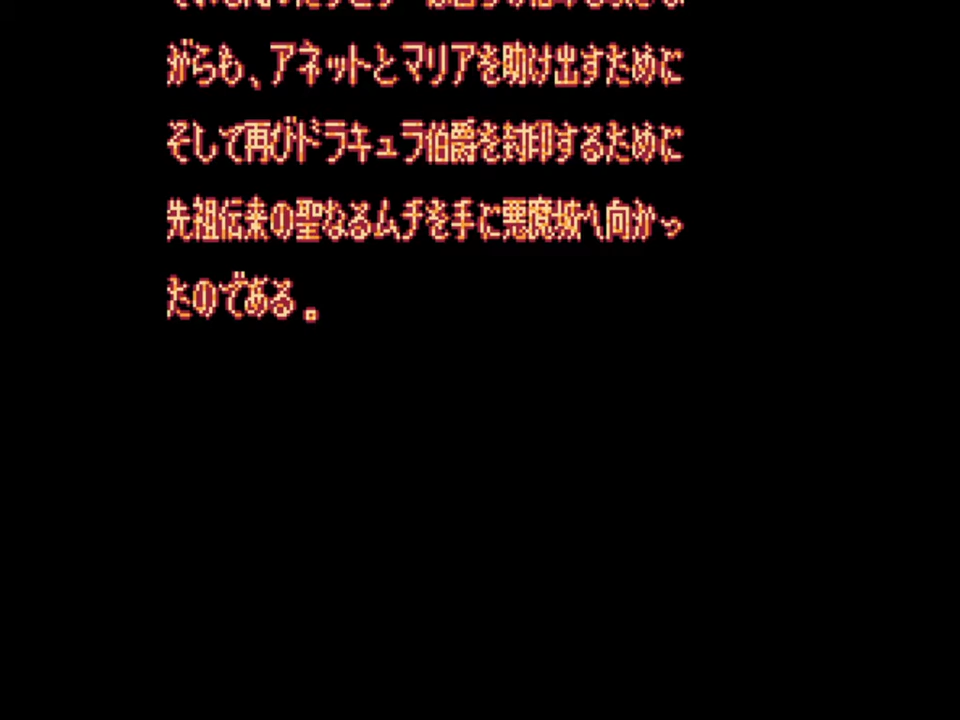 がらも、アネットとマリアを助け出すために
そして再びドラキュラ伯爵を封印するために
先祖伝来の聖なるムチを手に悪魔城へ向かっ
たのである。